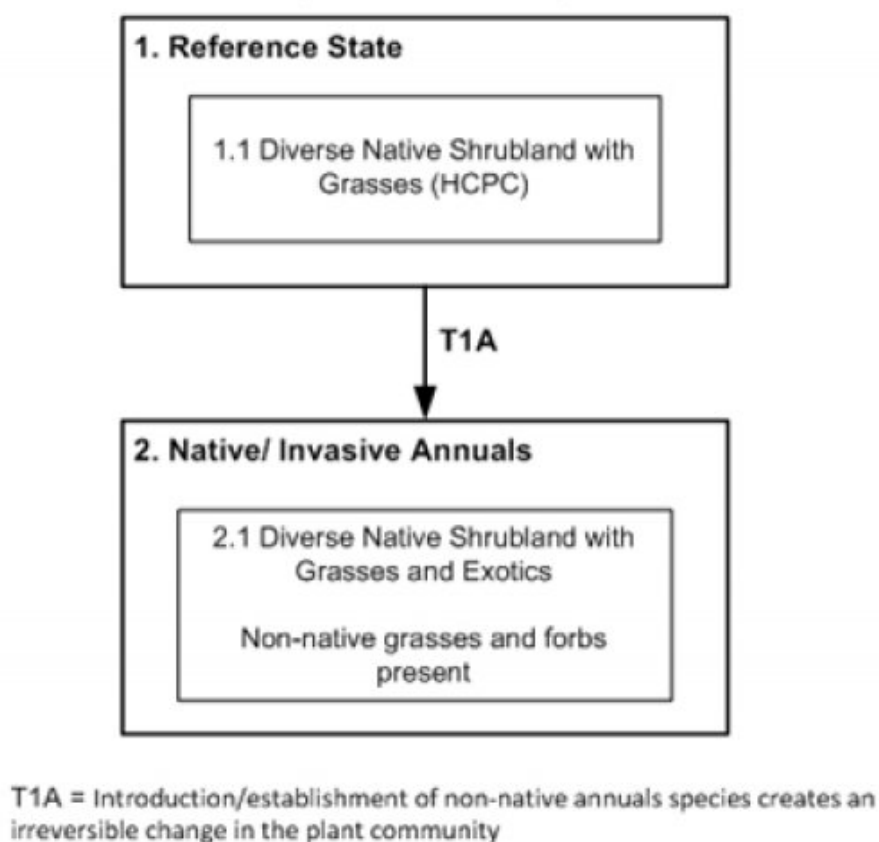 1. Reference State
1.1 Diverse Native Shrubland with
Grasses (HCPC)
T1A
2. Native/ Invasive Annuals
2.1 Diverse Native Shrubland with
Grasses and Exotics
Non-native grasses and forbs
present
T1A = Introduction/establishment of non-native annuals species creates an
irreversible change in the plant community